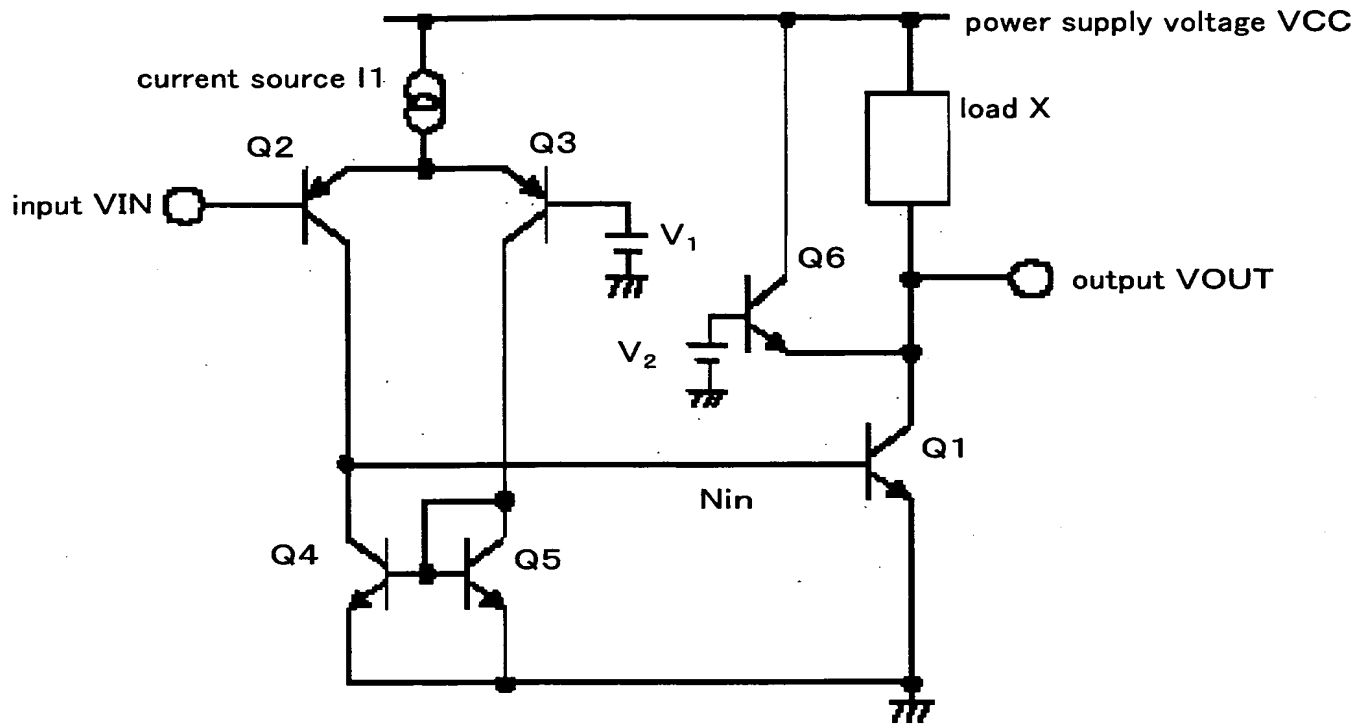 power supply voltage VCC
current source I1
load X
Q2
Q3
input VIN
V₁
Q6
output VOUT
V₂
Q1
Nin
Q4
Q5